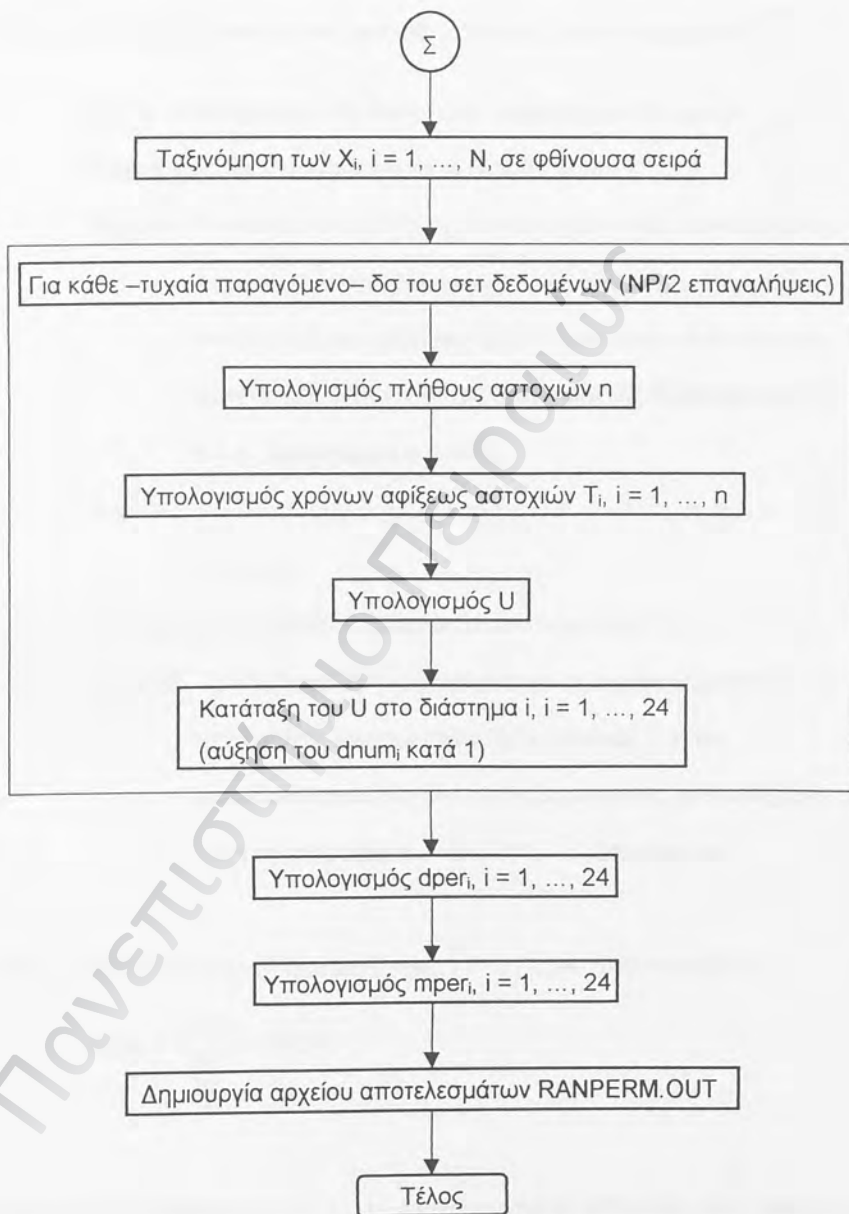 Σ
Ταξινόμηση των Xᵢ, i = 1, ..., N, σε φθίνουσα σειρά
Για κάθε –τυχαία παραγόμενο– δσ του σετ δεδομένων (NP/2 επαναλήψεις)
Υπολογισμός πλήθους αστοχιών n
Υπολογισμός χρόνων αφίξεως αστοχιών Tᵢ, i = 1, ..., n
Υπολογισμός U
Κατάταξη του U στο διάστημα i, i = 1, ..., 24
(αύξηση του dnumᵢ κατά 1)
Υπολογισμός dperᵢ, i = 1, ..., 24
Υπολογισμός mperᵢ, i = 1, ..., 24
Δημιουργία αρχείου αποτελεσμάτων RANPERM.OUT
Τέλος
Πανεπιστήμιο Πειραιώς